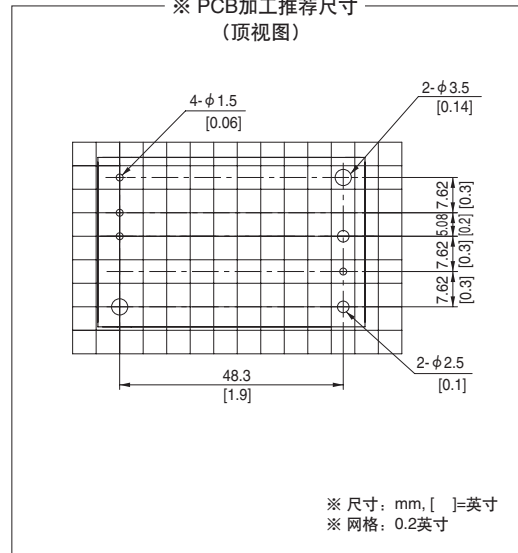 ※ PCB加工推荐尺寸
（顶视图）
4-ϕ1.5
[0.06]
2-ϕ3.5
[0.14]
7.62
[0.3]
5.08
[0.2]
7.62
[0.3]
7.62
[0.3]
2-ϕ2.5
[0.1]
48.3
[1.9]
※ 尺寸：mm, [ ]=英寸
※ 网格：0.2英寸